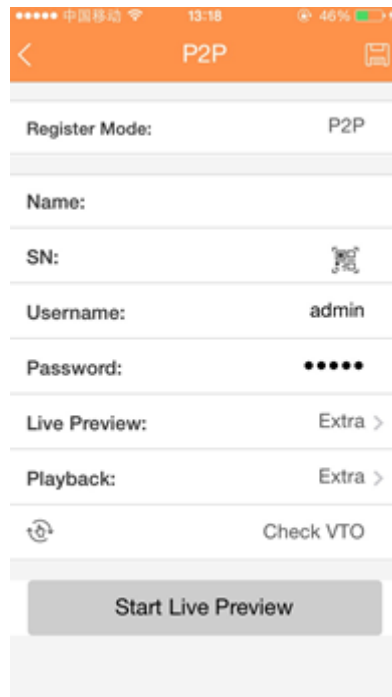 中国移动 13:18 46%
P2P
Register Mode: P2P
Name:
SN:
Username: admin
Password: •••••
Live Preview: Extra >
Playback: Extra >
Check VTO
Start Live Preview